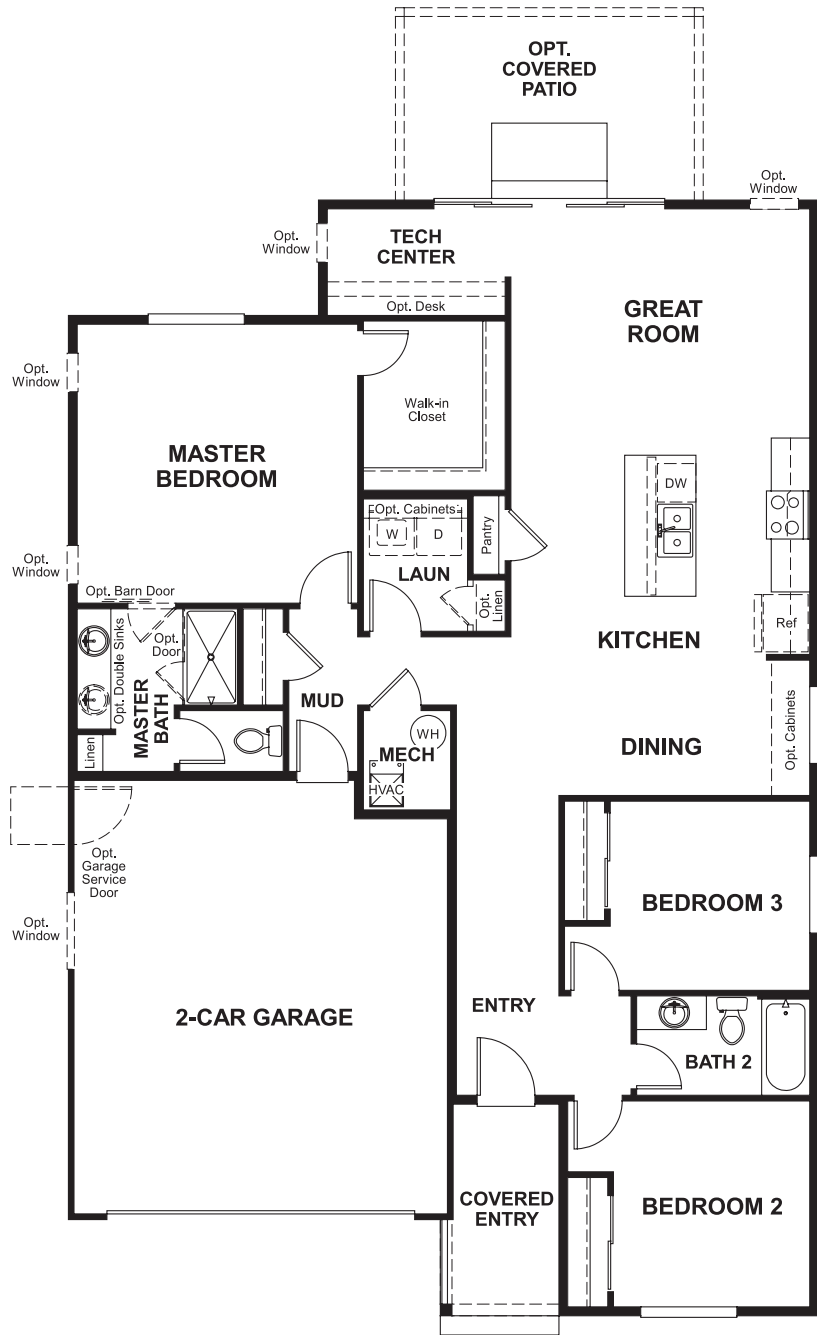 OPT.
COVERED
PATIO
Opt.
Window
Opt.
Window
TECH
CENTER
Opt. Desk
GREAT
ROOM
Opt.
Window
Walk-in
Closet
MASTER
BEDROOM
DW
Opt. Cabinets
W
D
Pantry
LAUN
Opt.
Linen
Opt.
Window
Opt. Barn Door
Opt. Double Sinks
Opt.
Door
Ref
KITCHEN
MASTER
BATH
MUD
Linen
WH
MECH
HVAC
DINING
Opt. Cabinets
Opt.
Garage
Service
Door
Opt.
Window
BEDROOM 3
2-CAR GARAGE
ENTRY
BATH 2
COVERED
ENTRY
BEDROOM 2